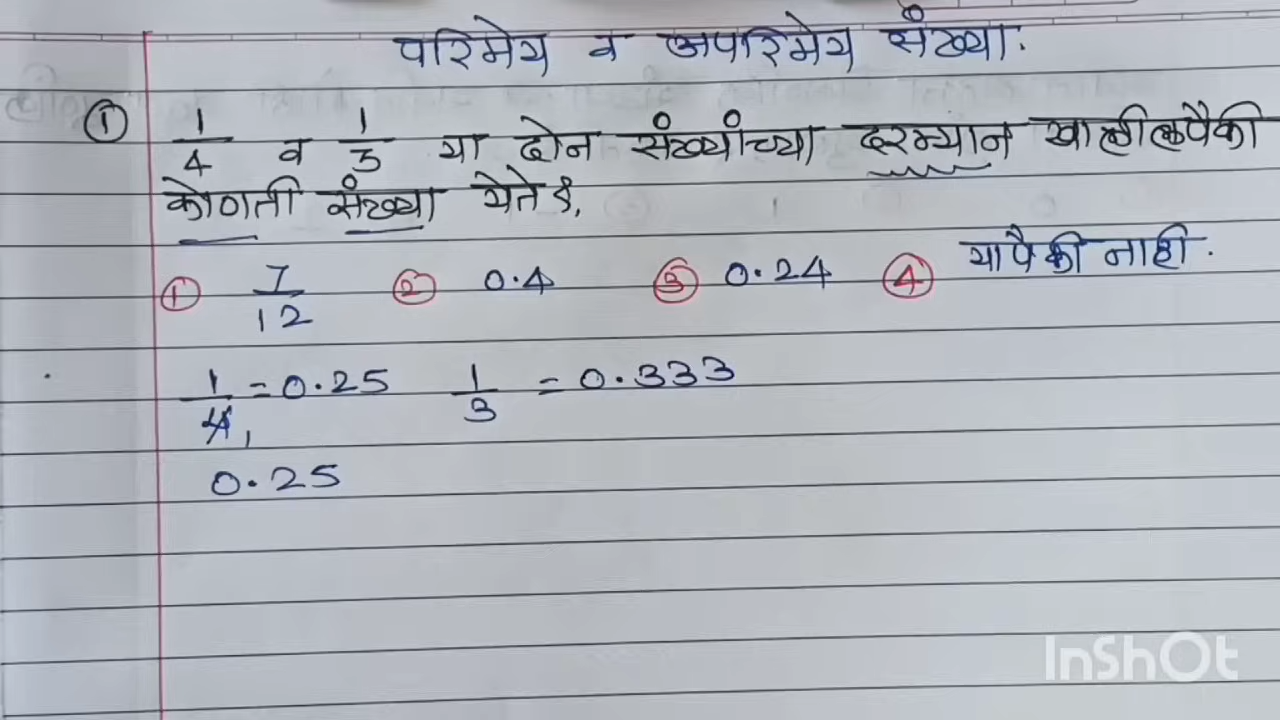 परिमेय व अपरिमेय संख्या.
① 1/4 व 1/3 या दोन संख्यांच्या दरम्यान खालीलपैकी
कोणती संख्या येते?
① 7/12 ② 0.4 ③ 0.24 ④ यापैकी नाही.
1/4 = 0.25 1/3 = 0.333
0.25
InShOt